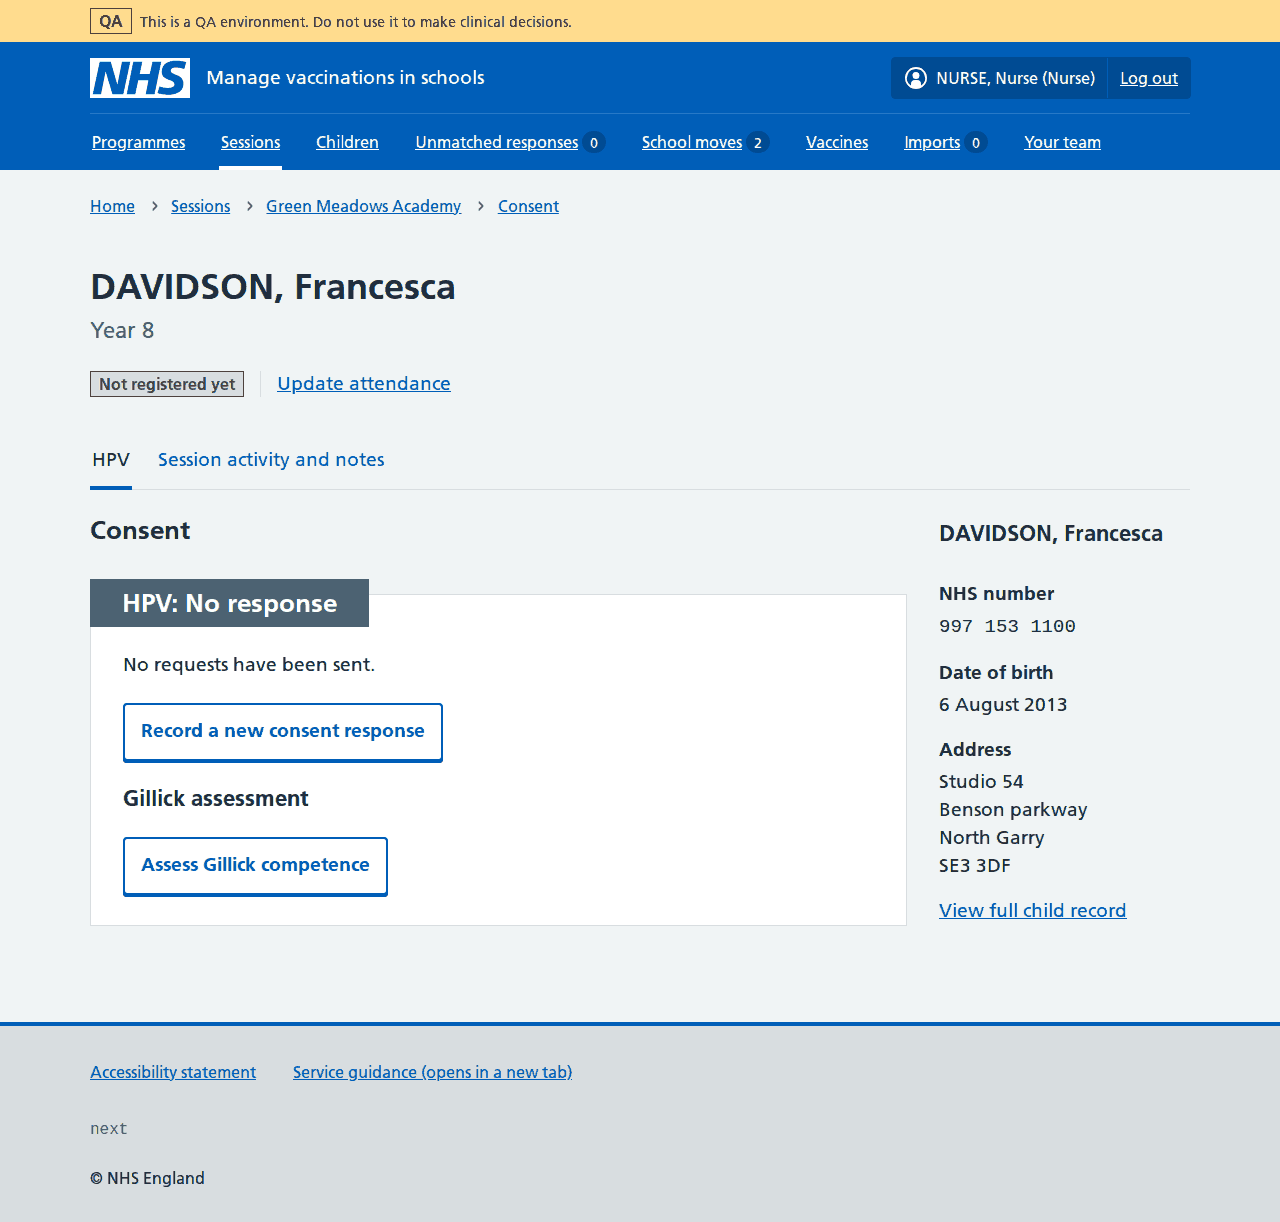 QA This is a QA environment. Do not use it to make clinical decisions.
NHS Manage vaccinations in schools NURSE, Nurse (Nurse) Log out
Programmes Sessions Children Unmatched responses 0 School moves 2 Vaccines Imports 0 Your team
Home Sessions Green Meadows Academy Consent
DAVIDSON, Francesca
Year 8
Not registered yet Update attendance
HPV Session activity and notes
Consent
HPV: No response
No requests have been sent.
Record a new consent response
Gillick assessment
Assess Gillick competence
DAVIDSON, Francesca
NHS number
997 153 1100
Date of birth
6 August 2013
Address
Studio 54
Benson parkway
North Garry
SE3 3DF
View full child record
Accessibility statement Service guidance (opens in a new tab)
next
© NHS England